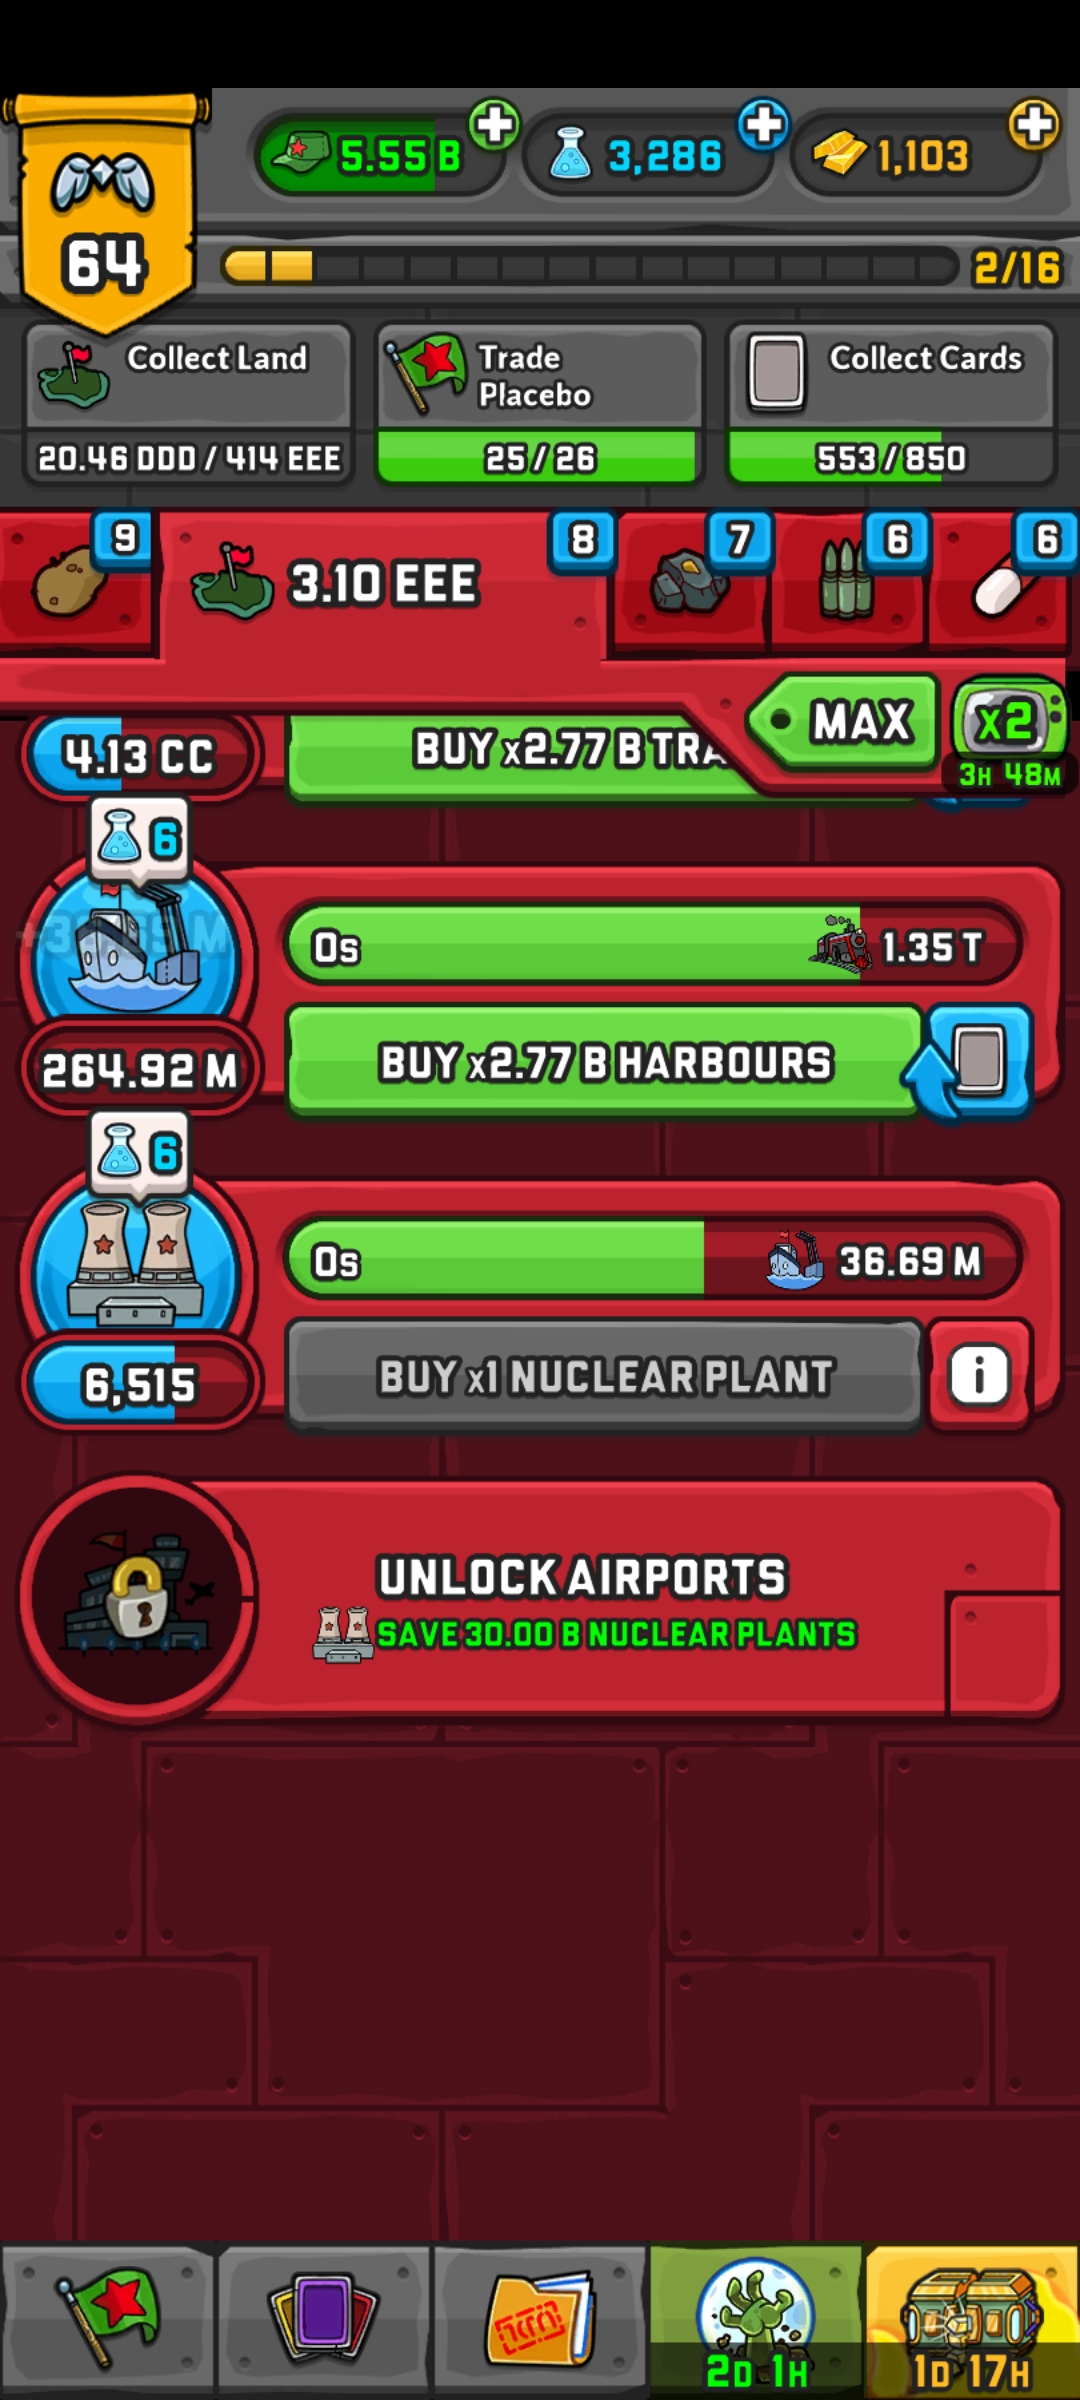 5.55 B
3,286
1,103
64
2/16
Collect Land
Trade
Placebo
Collect Cards
20.46 DDD / 414 EEE
25 / 26
553 / 850
9
3.10 EEE
8
7
6
6
4.13 CC
BUY x2.77 B TRA
MAX
x2
3H 48M
6
0s
1.35 T
264.92 M
BUY x2.77 B HARBOURS
6
0s
36.69 M
6,515
BUY x1 NUCLEAR PLANT
i
UNLOCK AIRPORTS
SAVE 30.00 B NUCLEAR PLANTS
2D 1H
1D 17H